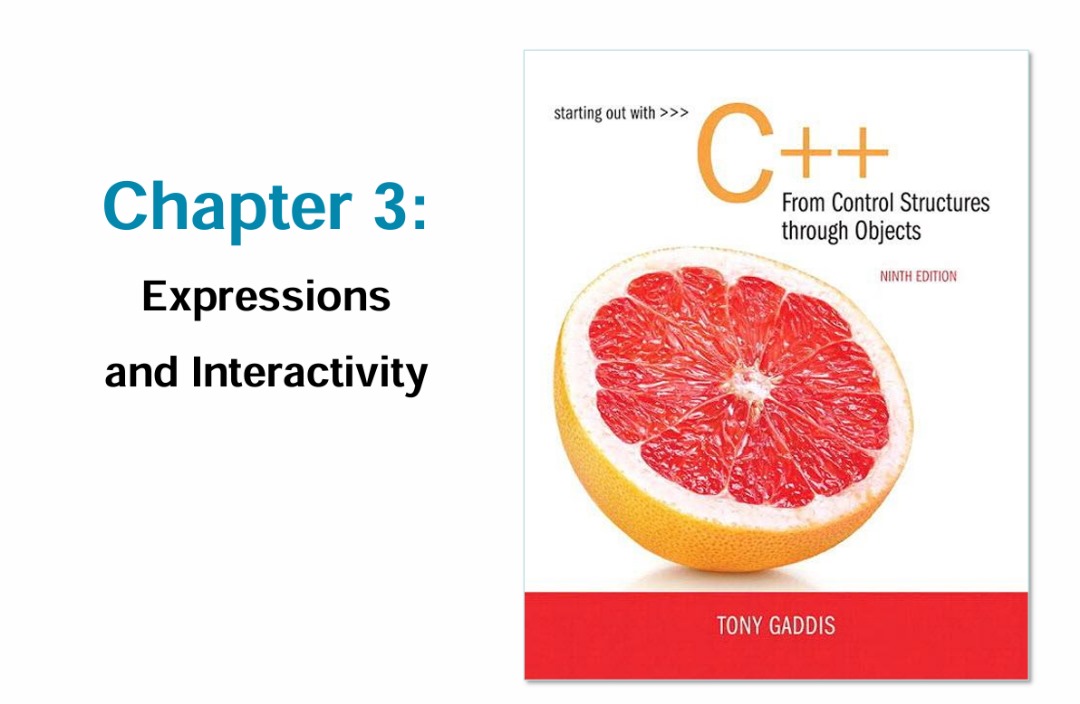 Chapter 3:
Expressions
and Interactivity
starting out with >>>
C++
From Control Structures
through Objects
NINTH EDITION
TONY GADDIS